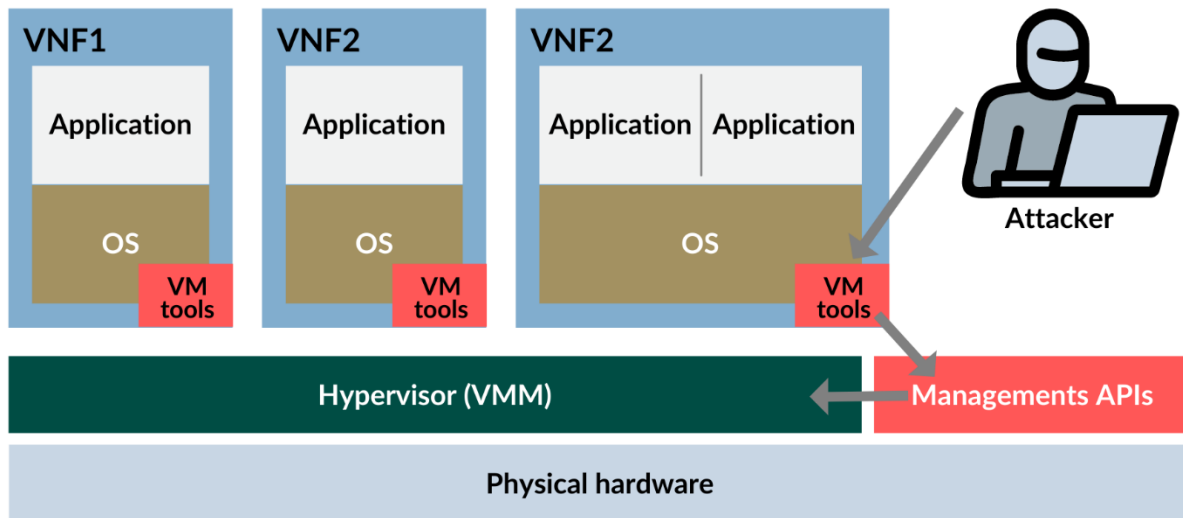 VNF1
VNF2
VNF2
Application
Application
Application
Application
OS
OS
OS
VM
tools
VM
tools
VM
tools
Attacker
Hypervisor (VMM)
Managements APIs
Physical hardware